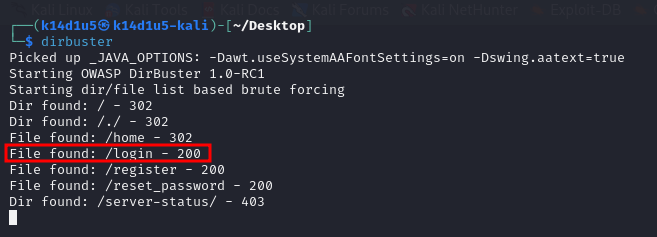 Kali Linux Kali Tools Kali Docs Kali Forums Kali NetHunter Exploit-DB
┌──(k14d1u5㉿k14d1u5-kali)-[~/Desktop]
└─$ dirbuster
Picked up _JAVA_OPTIONS: -Dawt.useSystemAAFontSettings=on -Dswing.aatext=true
Starting OWASP DirBuster 1.0-RC1
Starting dir/file list based brute forcing
Dir found: / - 302
Dir found: /./ - 302
File found: /home - 302
File found: /login - 200
File found: /register - 200
File found: /reset_password - 200
Dir found: /server-status/ - 403